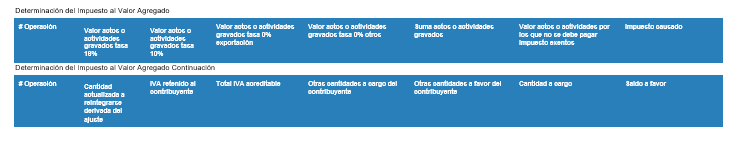 Determinación del Impuesto al Valor Agregado
# Operación
Valor actos o
actividades
gravados tasa
16%
Valor actos o
actividades
gravados tasa
10%
Valor actos o actividades
gravados tasa 0%
exportación
Valor actos o actividades
gravados tasa 0% otros
Suma actos o actividades
gravados
Valor actos o actividades por
los que no se debe pagar
impuesto exentos
Impuesto causado
Determinación del Impuesto al Valor Agregado Continuación
# Operación
Cantidad
actualizada a
reintegrarse
derivada del
ajuste
IVA retenido al
contribuyente
Total IVA acreditable
Otras cantidades a cargo del
contribuyente
Otras cantidades a favor del
contribuyente
Cantidad a cargo
Saldo a favor